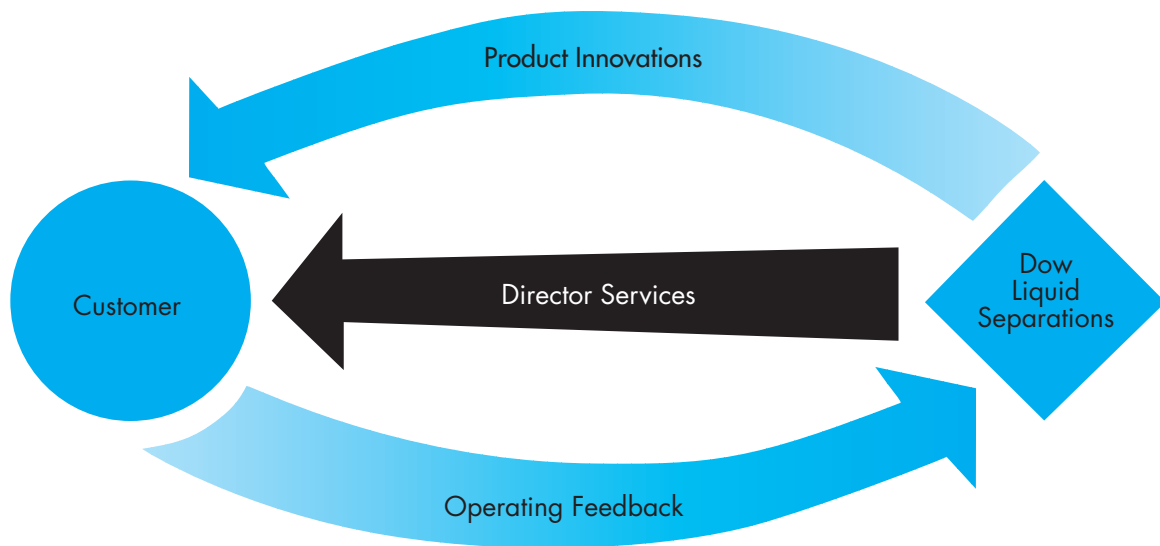 Product Innovations
Customer
Director Services
Dow
Liquid
Separations
Operating Feedback